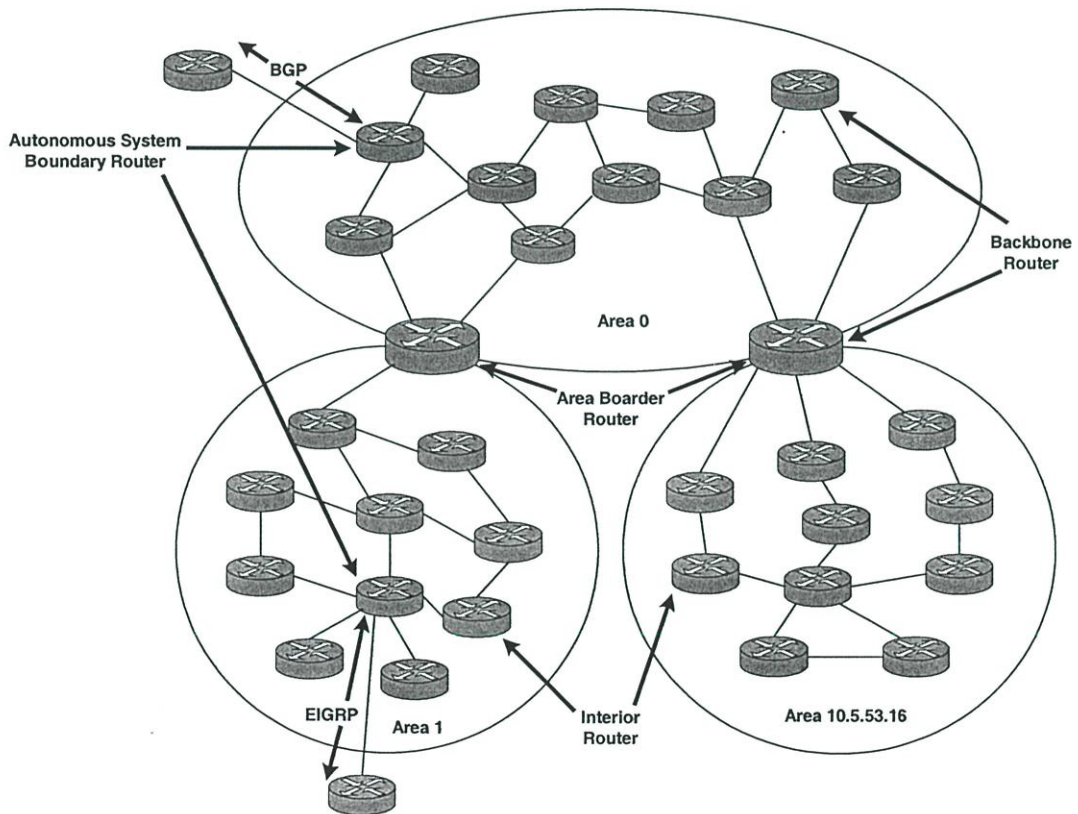 BGP
Autonomous System
Boundary Router
Backbone
Router
Area 0
Area Boarder
Router
EIGRP
Area 1
Interior
Router
Area 10.5.53.16